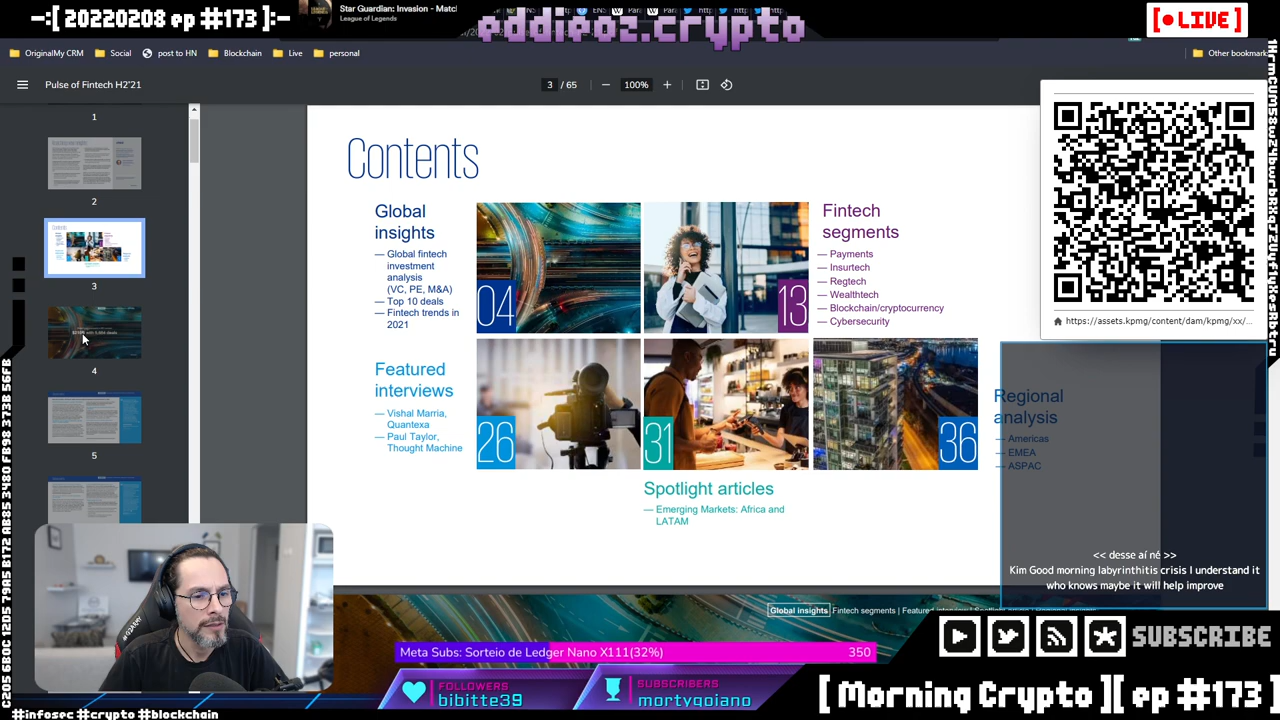 -:[ 20220208 ep #173 ]:-
Star Guardian: Invasion - Matcl
League of Legends
eddieoz.crypto
[• LIVE]
OriginalMy CRM
Social
post to HN
Blockchain
Live
personal
Other bookmark
Pulse of Fintech H2'21
3 / 65
100%
1
2
3
4
5
Contents
Global
insights
— Global fintech
investment
analysis
(VC, PE, M&A)
— Top 10 deals
— Fintech trends in
2021
04
13
Fintech
segments
— Payments
— Insurtech
— Regtech
— Wealthtech
— Blockchain/cryptocurrency
— Cybersecurity
https://assets.kpmg/content/dam/kpmg/xx/...
Featured
interviews
— Vishal Marria,
Quantexa
— Paul Taylor,
Thought Machine
26
31
36
Regional
analysis
— Americas
— EMEA
— ASPAC
Spotlight articles
— Emerging Markets: Africa and
LATAM
<< desse aí né >>
Kim Good morning labyrinthitis crisis I understand it
who knows maybe it will help improve
Global insights
Fintech segments
Meta Subs: Sorteio de Ledger Nano X111(32%)
350
SUBSCRIBE
FOLLOWERS
bibitte39
SUBSCRIBERS
mortygoiano
[ Morning Crypto ][ ep #173 ]
#infosec #crypto #blockchain